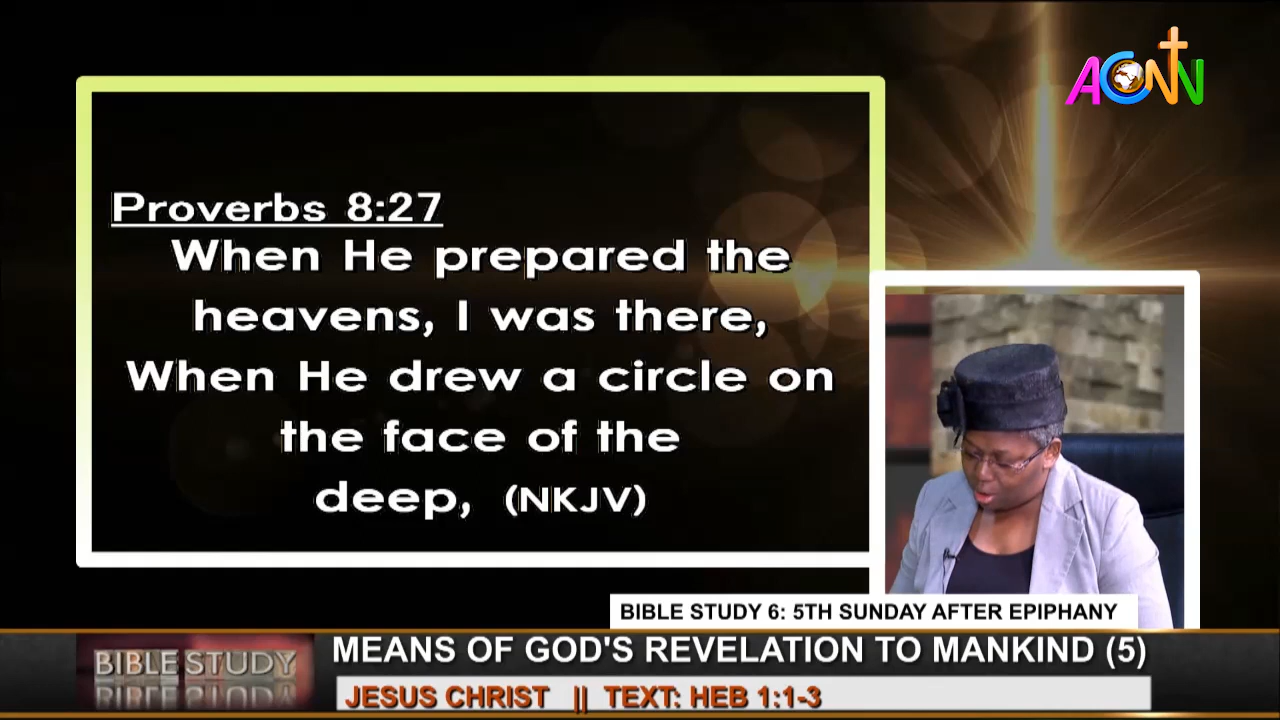 ACNN
Proverbs 8:27
When He prepared the
heavens, I was there,
When He drew a circle on
the face of the
deep, (NKJV)
BIBLE STUDY 6: 5TH SUNDAY AFTER EPIPHANY
BIBLE STUDY
MEANS OF GOD'S REVELATION TO MANKIND (5)
JESUS CHRIST || TEXT: HEB 1:1-3